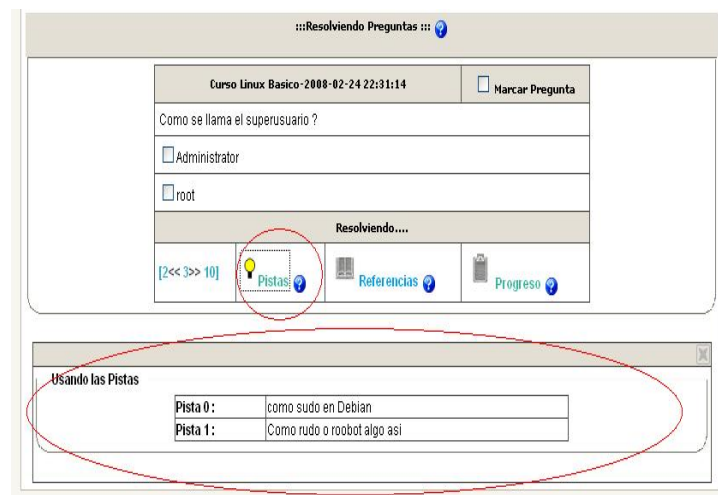 :::Resolviendo Preguntas :::
Curso Linux Basico-2008-02-24 22:31:14
Marcar Pregunta
Como se llama el superusuario ?
Administrator
root
Resolviendo....
[2<< 3>> 10]
Pistas
Referencias
Progreso
Usando las Pistas
Pista 0 : como sudo en Debian
Pista 1 : Como rudo o roobot algo asi